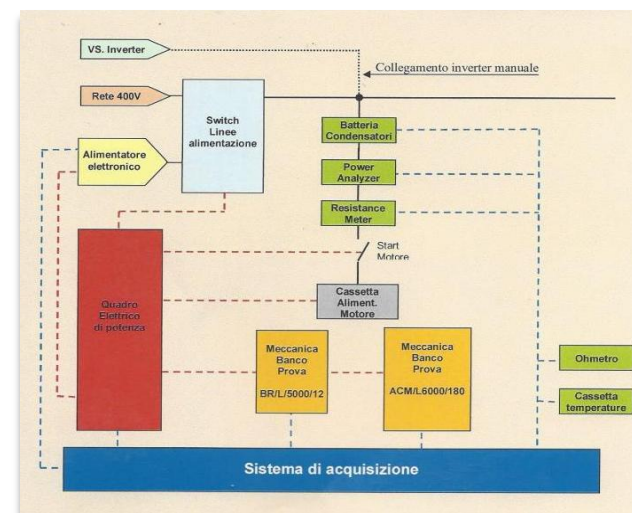 VS. Inverter
Collegamento inverter manuale
Rete 400V
Switch
Linee
alimentazione
Batteria
Condensatori
Alimentatore
elettronico
Power
Analyzer
Resistance
Meter
Start
Motore
Quadro
Elettrico
di potenza
Cassetta
Aliment.
Motore
Meccanica
Banco
Prova
BR/L/5000/12
Meccanica
Banco
Prova
ACM/L6000/180
Ohmetro
Cassetta
temperature
Sistema di acquisizione